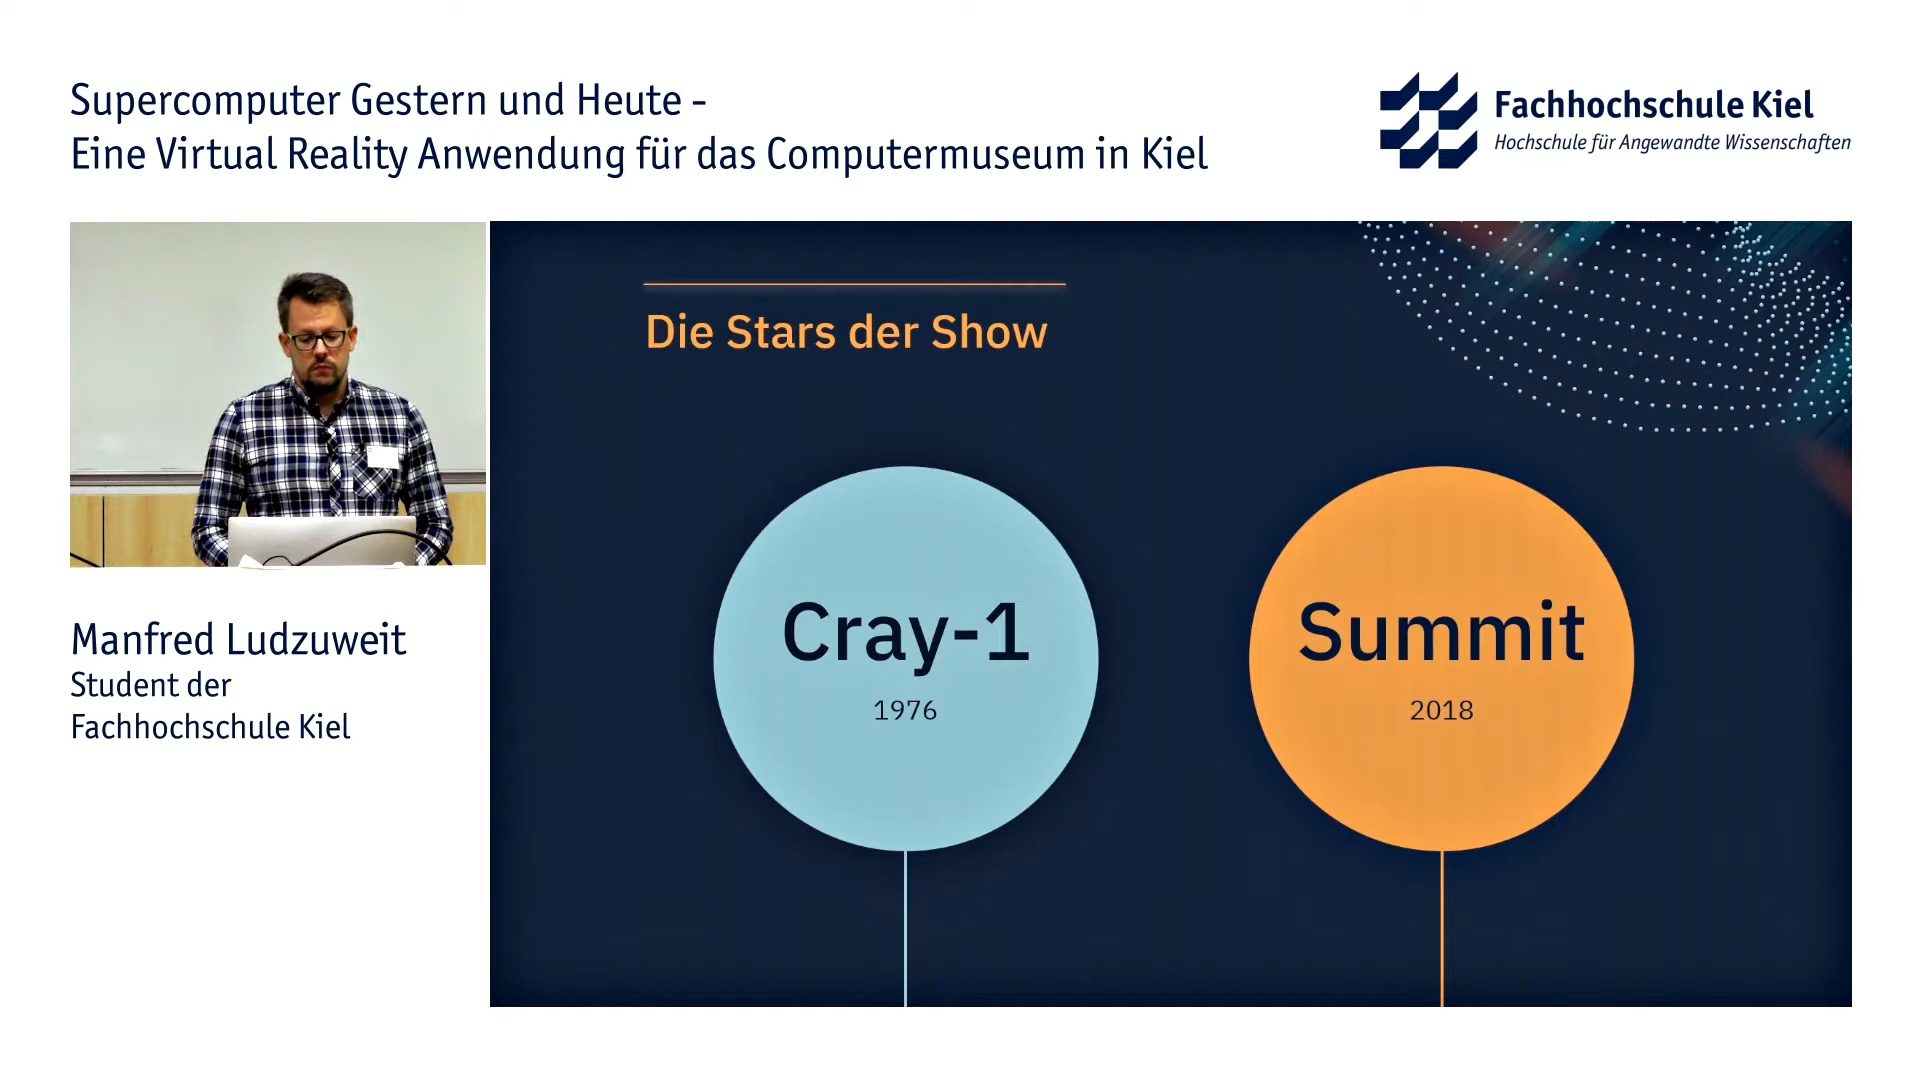 Supercomputer Gestern und Heute -
Eine Virtual Reality Anwendung für das Computermuseum in Kiel
Fachhochschule Kiel
Hochschule für Angewandte Wissenschaften
Die Stars der Show
Cray-1
1976
Summit
2018
Manfred Ludzuweit
Student der
Fachhochschule Kiel